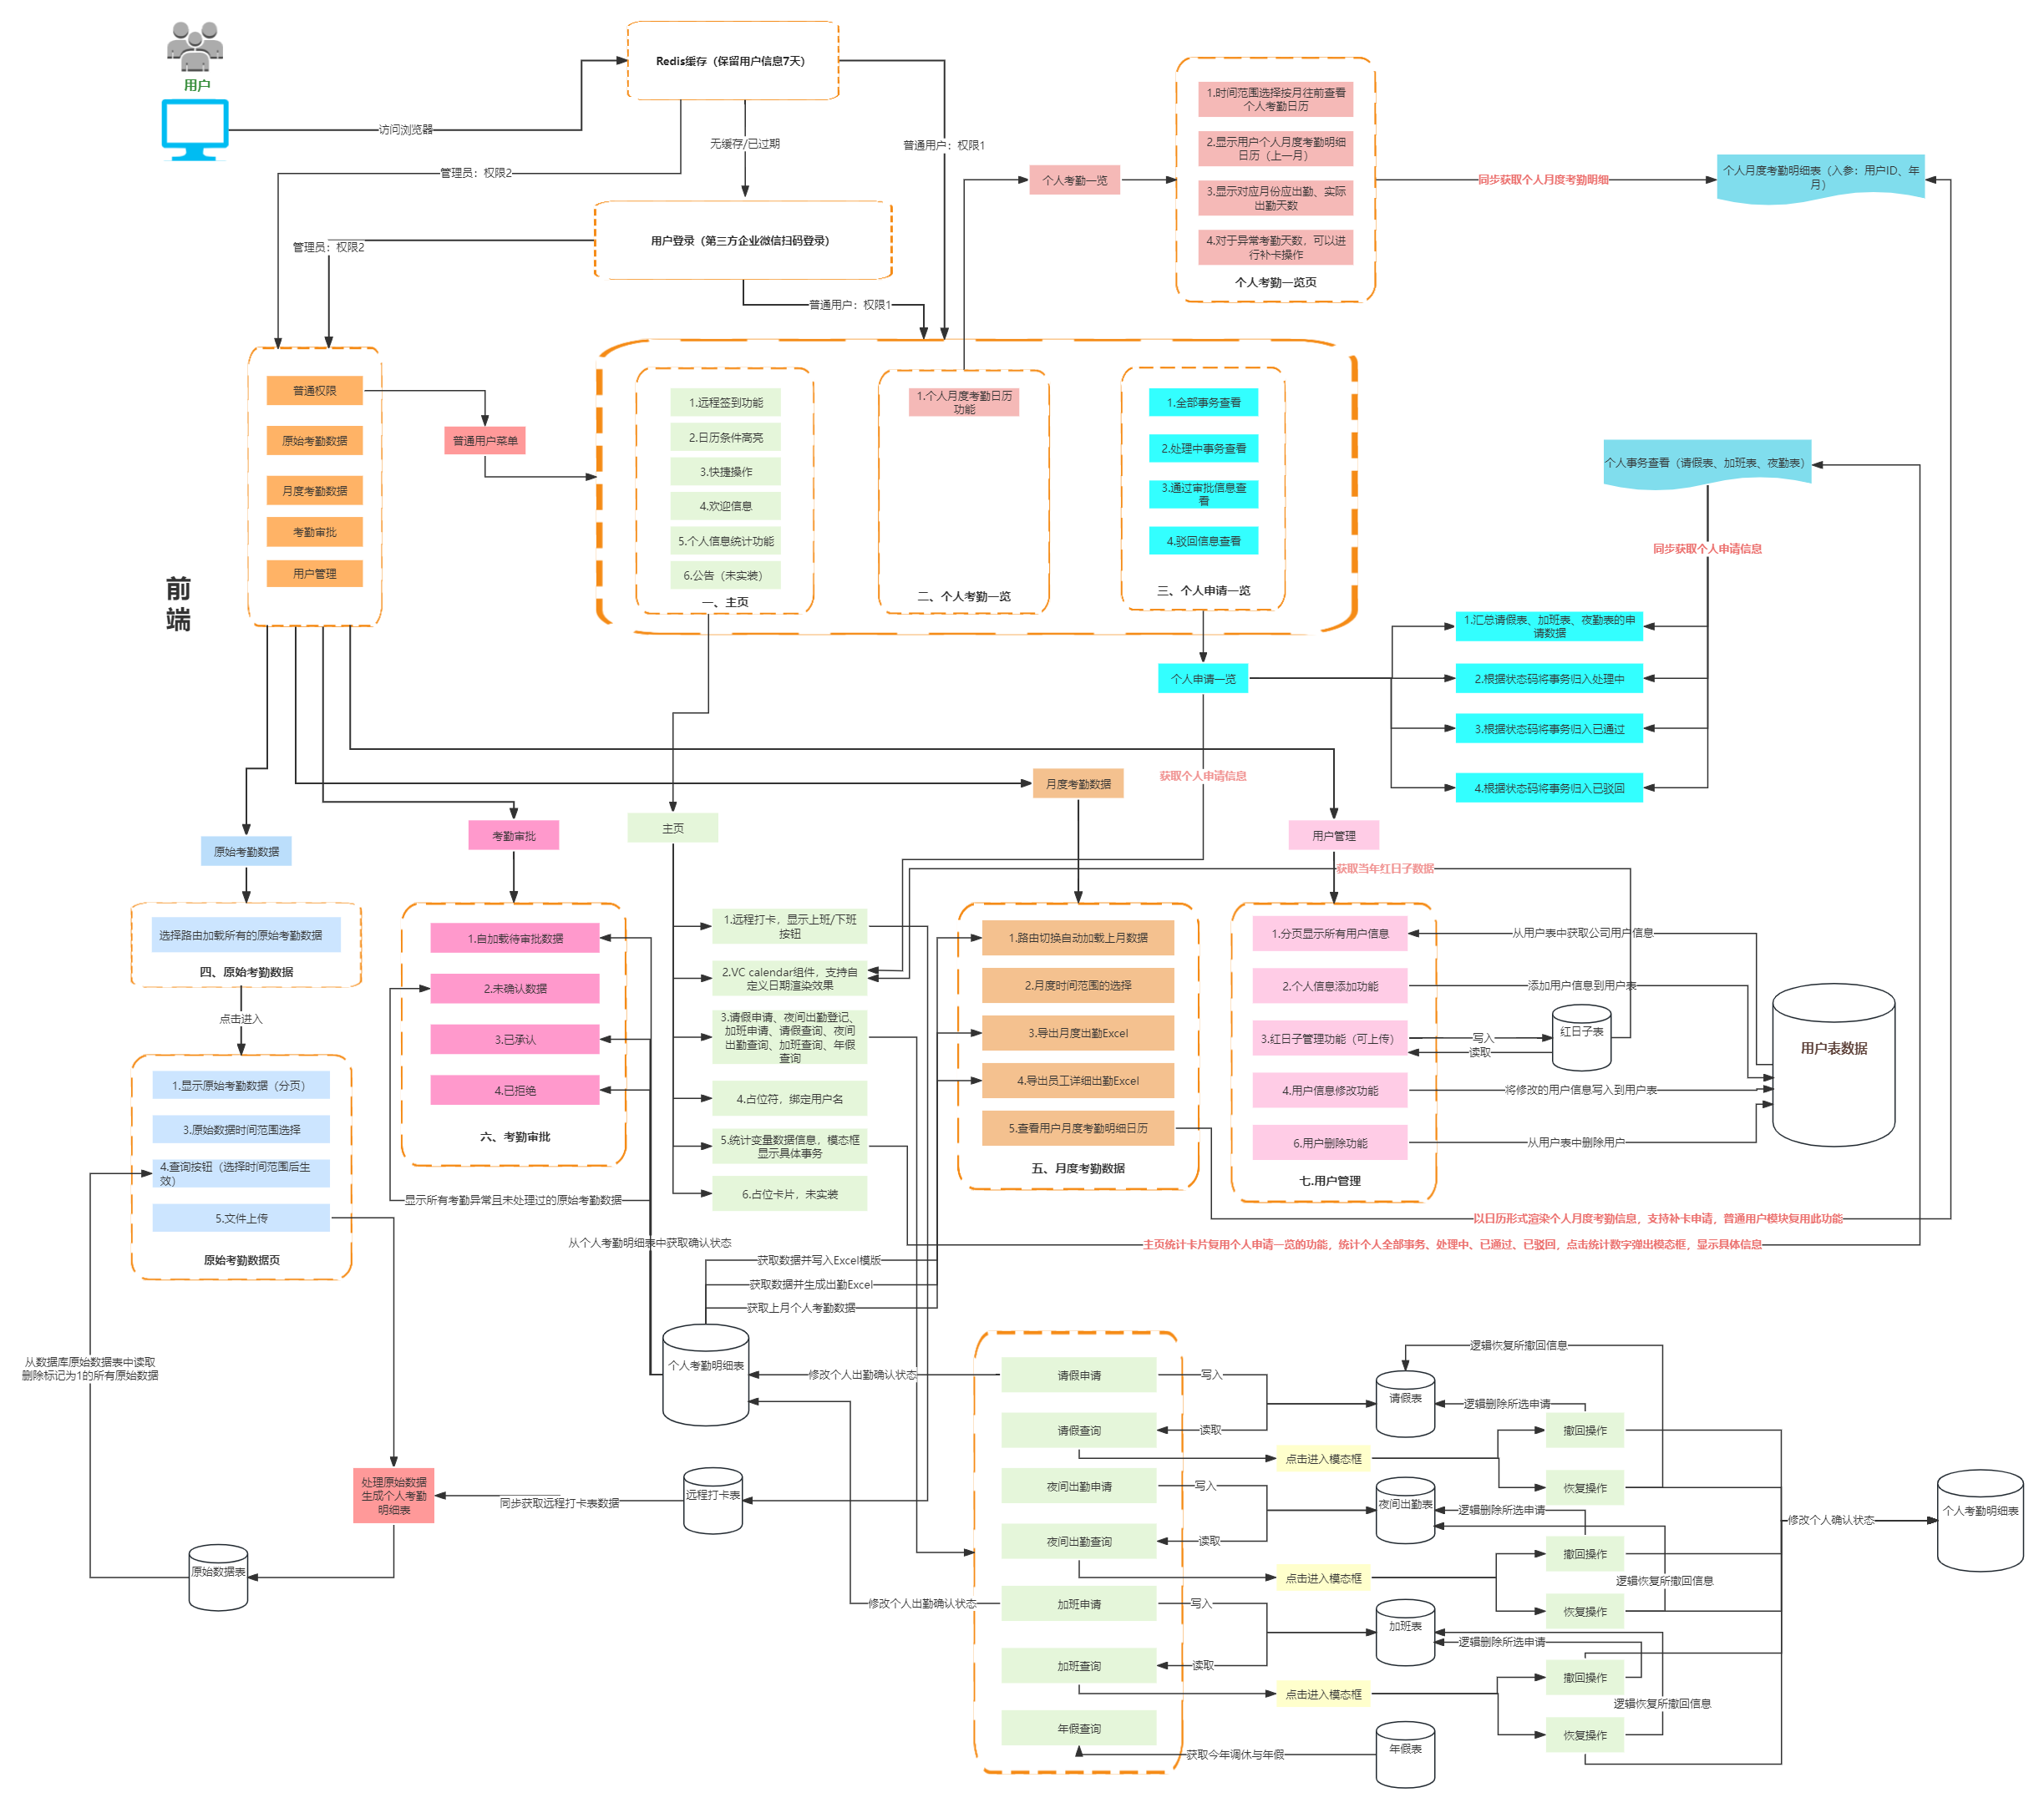 用户
访问浏览器
Redis缓存（保留用户信息7天）
无缓存/已过期
普通用户：权限1
管理员：权限2
用户登录（第三方企业微信扫码登录）
管理员：权限2
普通用户：权限1
个人考勤一览
1.时间范围选择按月往前查看
个人考勤日历
2.显示用户个人月度考勤明细
日历（上一月）
3.显示对应月份应出勤、实际
出勤天数
4.对于异常考勤天数，可以进
行补卡操作
个人考勤一览页
同步获取个人月度考勤明细
个人月度考勤明细表（入参：用户ID、年
月）
前
端
普通权限
原始考勤数据
月度考勤数据
考勤审批
用户管理
普通用户菜单
1.远程签到功能
2.日历条件高亮
3.快捷操作
4.欢迎信息
5.个人信息统计功能
6.公告（未实装）
一、主页
1.个人月度考勤日历
功能
二、个人考勤一览
1.全部事务查看
2.处理中事务查看
3.通过审批信息查
看
4.驳回信息查看
三、个人申请一览
个人事务查看（请假表、加班表、夜勤表）
同步获取个人申请信息
1.汇总请假表、加班表、夜勤表的申
请数据
2.根据状态码将事务归入处理中
3.根据状态码将事务归入已通过
4.根据状态码将事务归入已驳回
个人申请一览
获取个人申请信息
月度考勤数据
原始考勤数据
考勤审批
主页
用户管理
获取当年红日子数据
选择路由加载所有的原始考勤数据
四、原始考勤数据
点击进入
1.显示原始考勤数据（分页）
3.原始数据时间范围选择
4.查询按钮（选择时间范围后生
效）
5.文件上传
原始考勤数据页
1.自加载待审批数据
2.未确认数据
3.已承认
4.已拒绝
六、考勤审批
显示所有考勤异常且未处理过的原始考勤数据
从个人考勤明细表中获取确认状态
1.远程打卡，显示上班/下班
按钮
2.VC calendar组件，支持自
定义日期渲染效果
3.请假申请、夜间出勤登记、
加班申请、请假查询、夜间
出勤查询、加班查询、年假
查询
4.占位符，绑定用户名
5.统计变量数据信息，模态框
显示具体事务
6.占位卡片，未实装
1.路由切换自动加载上月数据
2.月度时间范围的选择
3.导出月度出勤Excel
4.导出员工详细出勤Excel
5.查看用户月度考勤明细日历
五、月度考勤数据
1.分页显示所有用户信息
2.个人信息添加功能
3.红日子管理功能（可上传）
4.用户信息修改功能
6.用户删除功能
七.用户管理
从用户表中获取公司用户信息
添加用户信息到用户表
写入
读取
红日子表
将修改的用户信息写入到用户表
从用户表中删除用户
用户表数据
以日历形式渲染个人月度考勤信息，支持补卡申请，普通用户模块复用此功能
主页统计卡片复用个人申请一览的功能，统计个人全部事务、处理中、已通过、已驳回，点击统计数字弹出模态框，显示具体信息
获取数据并写入Excel模版
获取数据并生成出勤Excel
获取上月个人考勤数据
个人考勤明细表
从数据库原始数据表中读取
删除标记为1的所有原始数据
处理原始数据
生成个人考勤
明细表
同步获取远程打卡表数据
远程打卡表
原始数据表
修改个人出勤确认状态
修改个人出勤确认状态
请假申请
请假查询
夜间出勤申请
夜间出勤查询
加班申请
加班查询
年假查询
写入
读取
点击进入模态框
写入
读取
点击进入模态框
写入
读取
点击进入模态框
获取今年调休与年假
逻辑恢复所撤回信息
请假表
逻辑删除所选申请
撤回操作
恢复操作
夜间出勤表
逻辑删除所选申请
撤回操作
逻辑恢复所撤回信息
恢复操作
加班表
逻辑删除所选申请
撤回操作
逻辑恢复所撤回信息
恢复操作
年假表
修改个人确认状态
个人考勤明细表